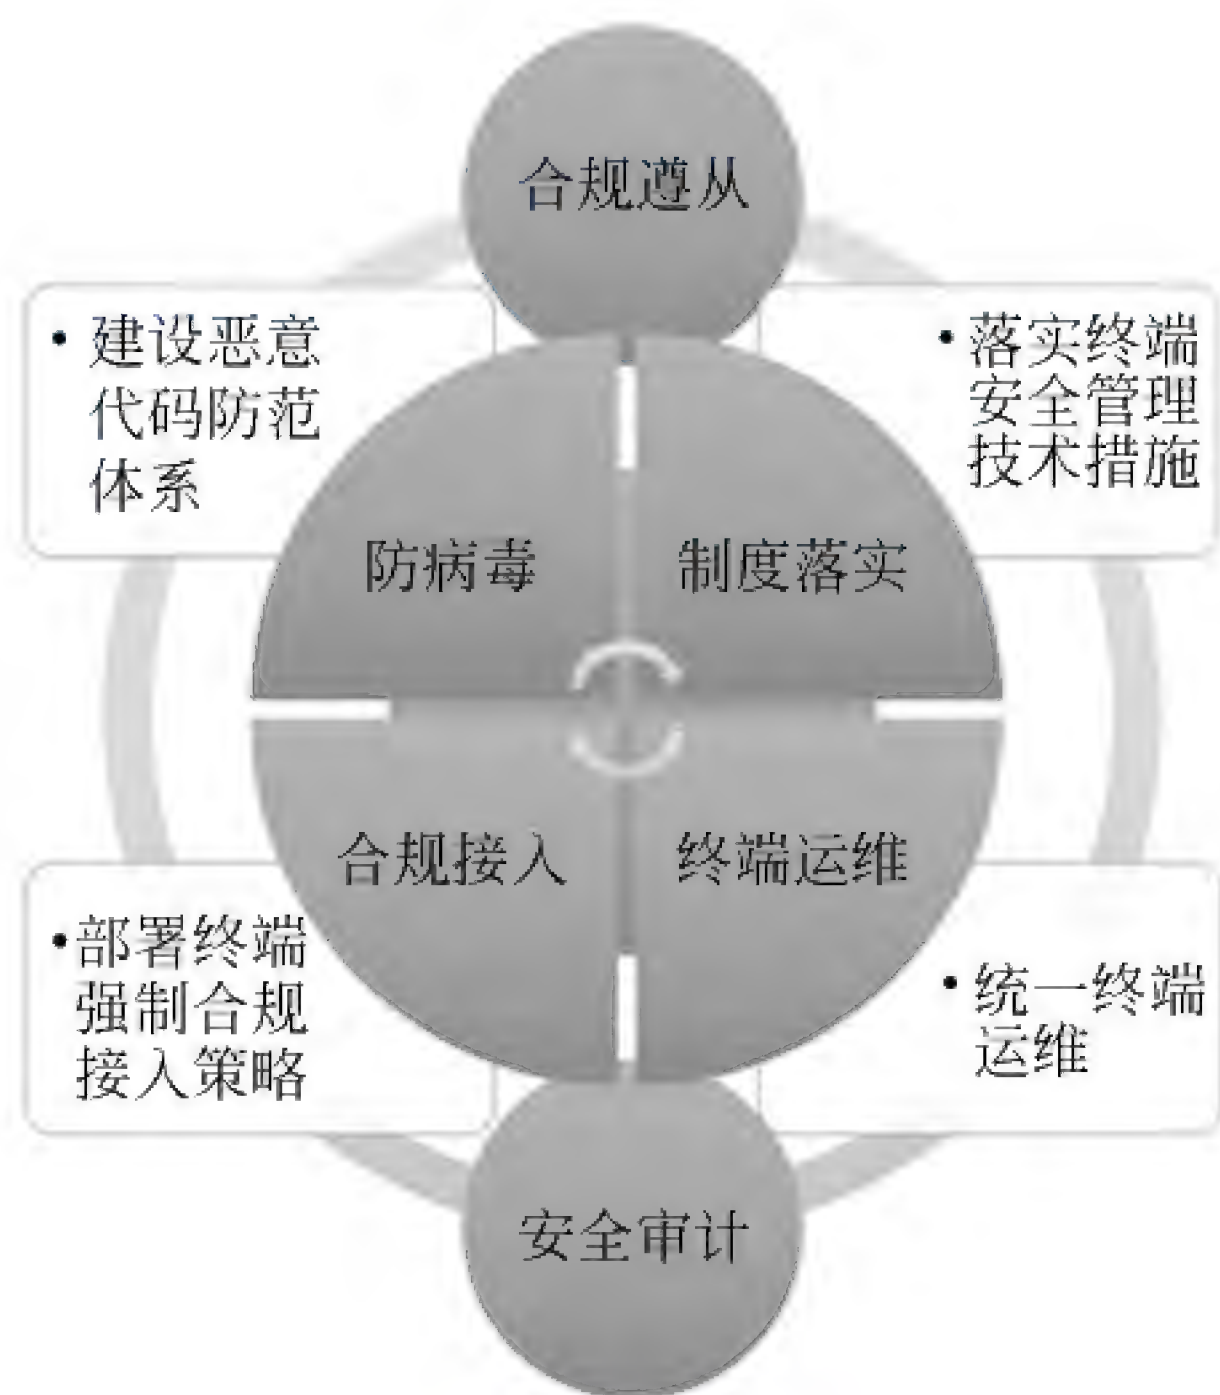 合规遵从
• 建设恶意
代码防范
体系
• 落实终端
安全管理
技术措施
防病毒
制度落实
合规接入
终端运维
• 部署终端
强制合规
接入策略
• 统一终端
运维
安全审计